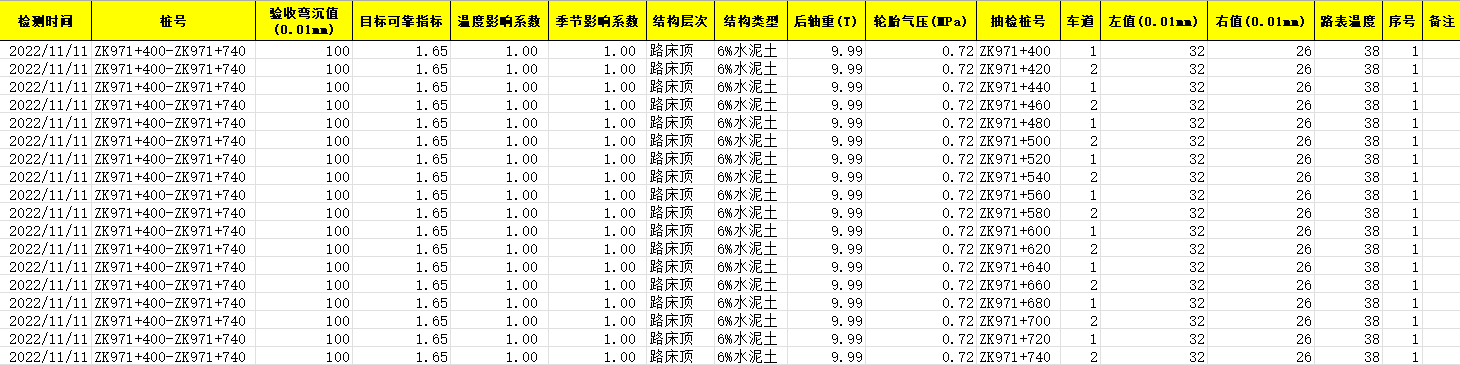 检测时间 桩号 验收弯沉值(0.01mm) 目标可靠指标 温度影响系数 季节影响系数 结构层次 结构类型 后轴重(T) 轮胎气压(MPa) 抽检桩号 车道 左值(0.01mm) 右值(0.01mm) 路表温度 序号 备注
2022/11/11 ZK971+400-ZK971+740 100 1.65 1.00 1.00 路床顶 6%水泥土 9.99 0.72 ZK971+400 1 32 26 38 1
2022/11/11 ZK971+400-ZK971+740 100 1.65 1.00 1.00 路床顶 6%水泥土 9.99 0.72 ZK971+420 2 32 26 38 1
2022/11/11 ZK971+400-ZK971+740 100 1.65 1.00 1.00 路床顶 6%水泥土 9.99 0.72 ZK971+440 1 32 26 38 1
2022/11/11 ZK971+400-ZK971+740 100 1.65 1.00 1.00 路床顶 6%水泥土 9.99 0.72 ZK971+460 2 32 26 38 1
2022/11/11 ZK971+400-ZK971+740 100 1.65 1.00 1.00 路床顶 6%水泥土 9.99 0.72 ZK971+480 1 32 26 38 1
2022/11/11 ZK971+400-ZK971+740 100 1.65 1.00 1.00 路床顶 6%水泥土 9.99 0.72 ZK971+500 2 32 26 38 1
2022/11/11 ZK971+400-ZK971+740 100 1.65 1.00 1.00 路床顶 6%水泥土 9.99 0.72 ZK971+520 1 32 26 38 1
2022/11/11 ZK971+400-ZK971+740 100 1.65 1.00 1.00 路床顶 6%水泥土 9.99 0.72 ZK971+540 2 32 26 38 1
2022/11/11 ZK971+400-ZK971+740 100 1.65 1.00 1.00 路床顶 6%水泥土 9.99 0.72 ZK971+560 1 32 26 38 1
2022/11/11 ZK971+400-ZK971+740 100 1.65 1.00 1.00 路床顶 6%水泥土 9.99 0.72 ZK971+580 2 32 26 38 1
2022/11/11 ZK971+400-ZK971+740 100 1.65 1.00 1.00 路床顶 6%水泥土 9.99 0.72 ZK971+600 1 32 26 38 1
2022/11/11 ZK971+400-ZK971+740 100 1.65 1.00 1.00 路床顶 6%水泥土 9.99 0.72 ZK971+620 2 32 26 38 1
2022/11/11 ZK971+400-ZK971+740 100 1.65 1.00 1.00 路床顶 6%水泥土 9.99 0.72 ZK971+640 1 32 26 38 1
2022/11/11 ZK971+400-ZK971+740 100 1.65 1.00 1.00 路床顶 6%水泥土 9.99 0.72 ZK971+660 2 32 26 38 1
2022/11/11 ZK971+400-ZK971+740 100 1.65 1.00 1.00 路床顶 6%水泥土 9.99 0.72 ZK971+680 1 32 26 38 1
2022/11/11 ZK971+400-ZK971+740 100 1.65 1.00 1.00 路床顶 6%水泥土 9.99 0.72 ZK971+700 2 32 26 38 1
2022/11/11 ZK971+400-ZK971+740 100 1.65 1.00 1.00 路床顶 6%水泥土 9.99 0.72 ZK971+720 1 32 26 38 1
2022/11/11 ZK971+400-ZK971+740 100 1.65 1.00 1.00 路床顶 6%水泥土 9.99 0.72 ZK971+740 2 32 26 38 1